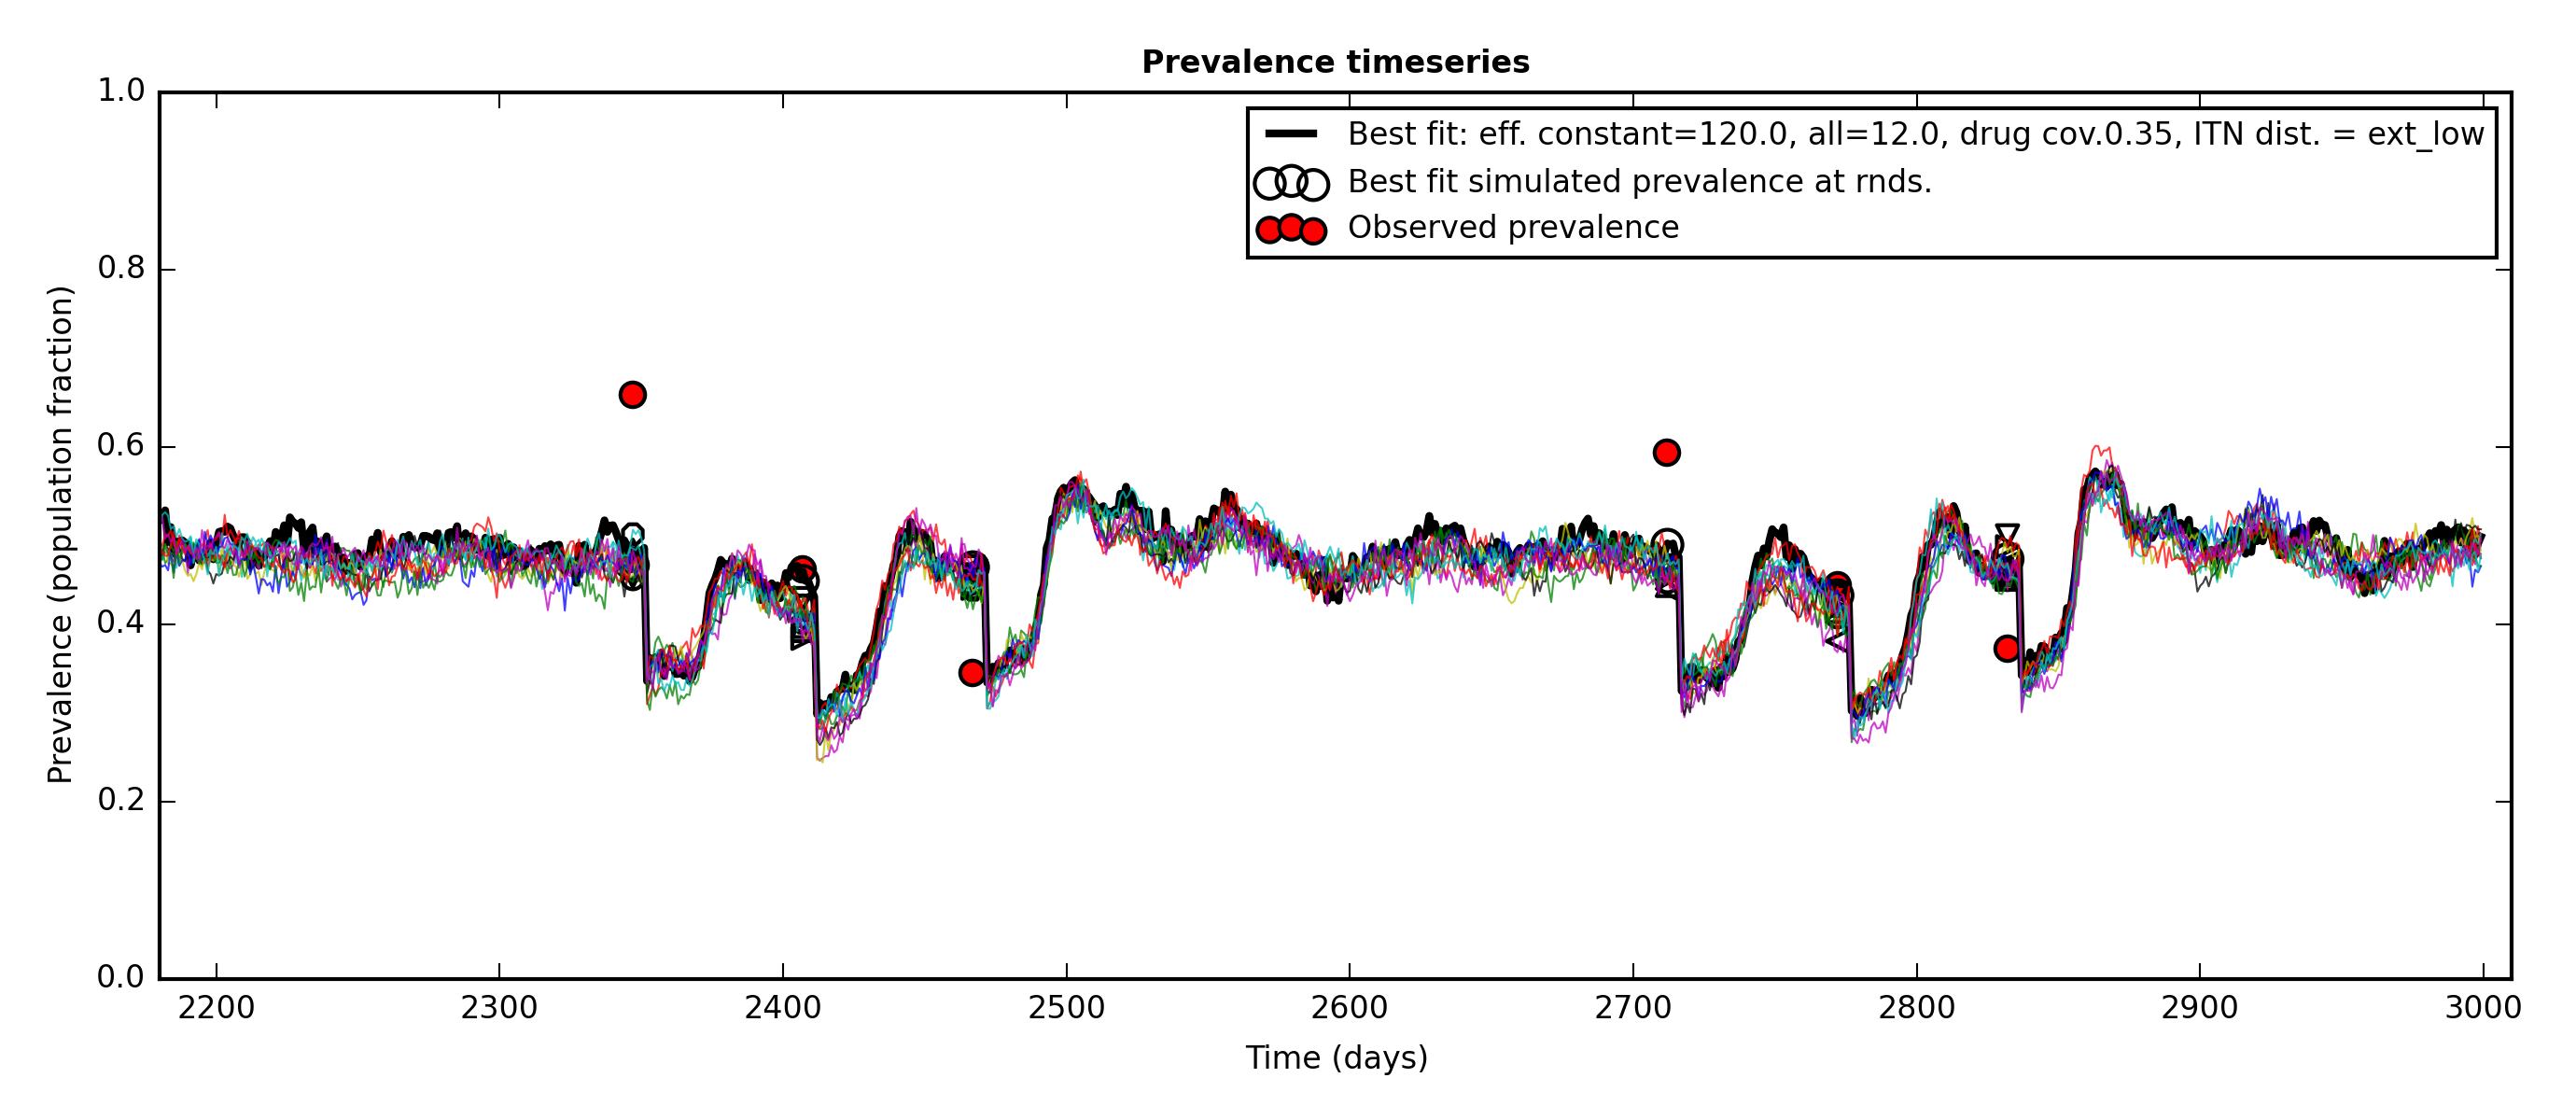 Prevalence timeseries
Best fit: eff. constant=120.0, all=12.0, drug cov.0.35, ITN dist. = ext_low
Best fit simulated prevalence at rnds.
Observed prevalence
Prevalence (population fraction)
1.0
0.8
0.6
0.4
0.2
0.0
2200 2300 2400 2500 2600 2700 2800 2900 3000
Time (days)